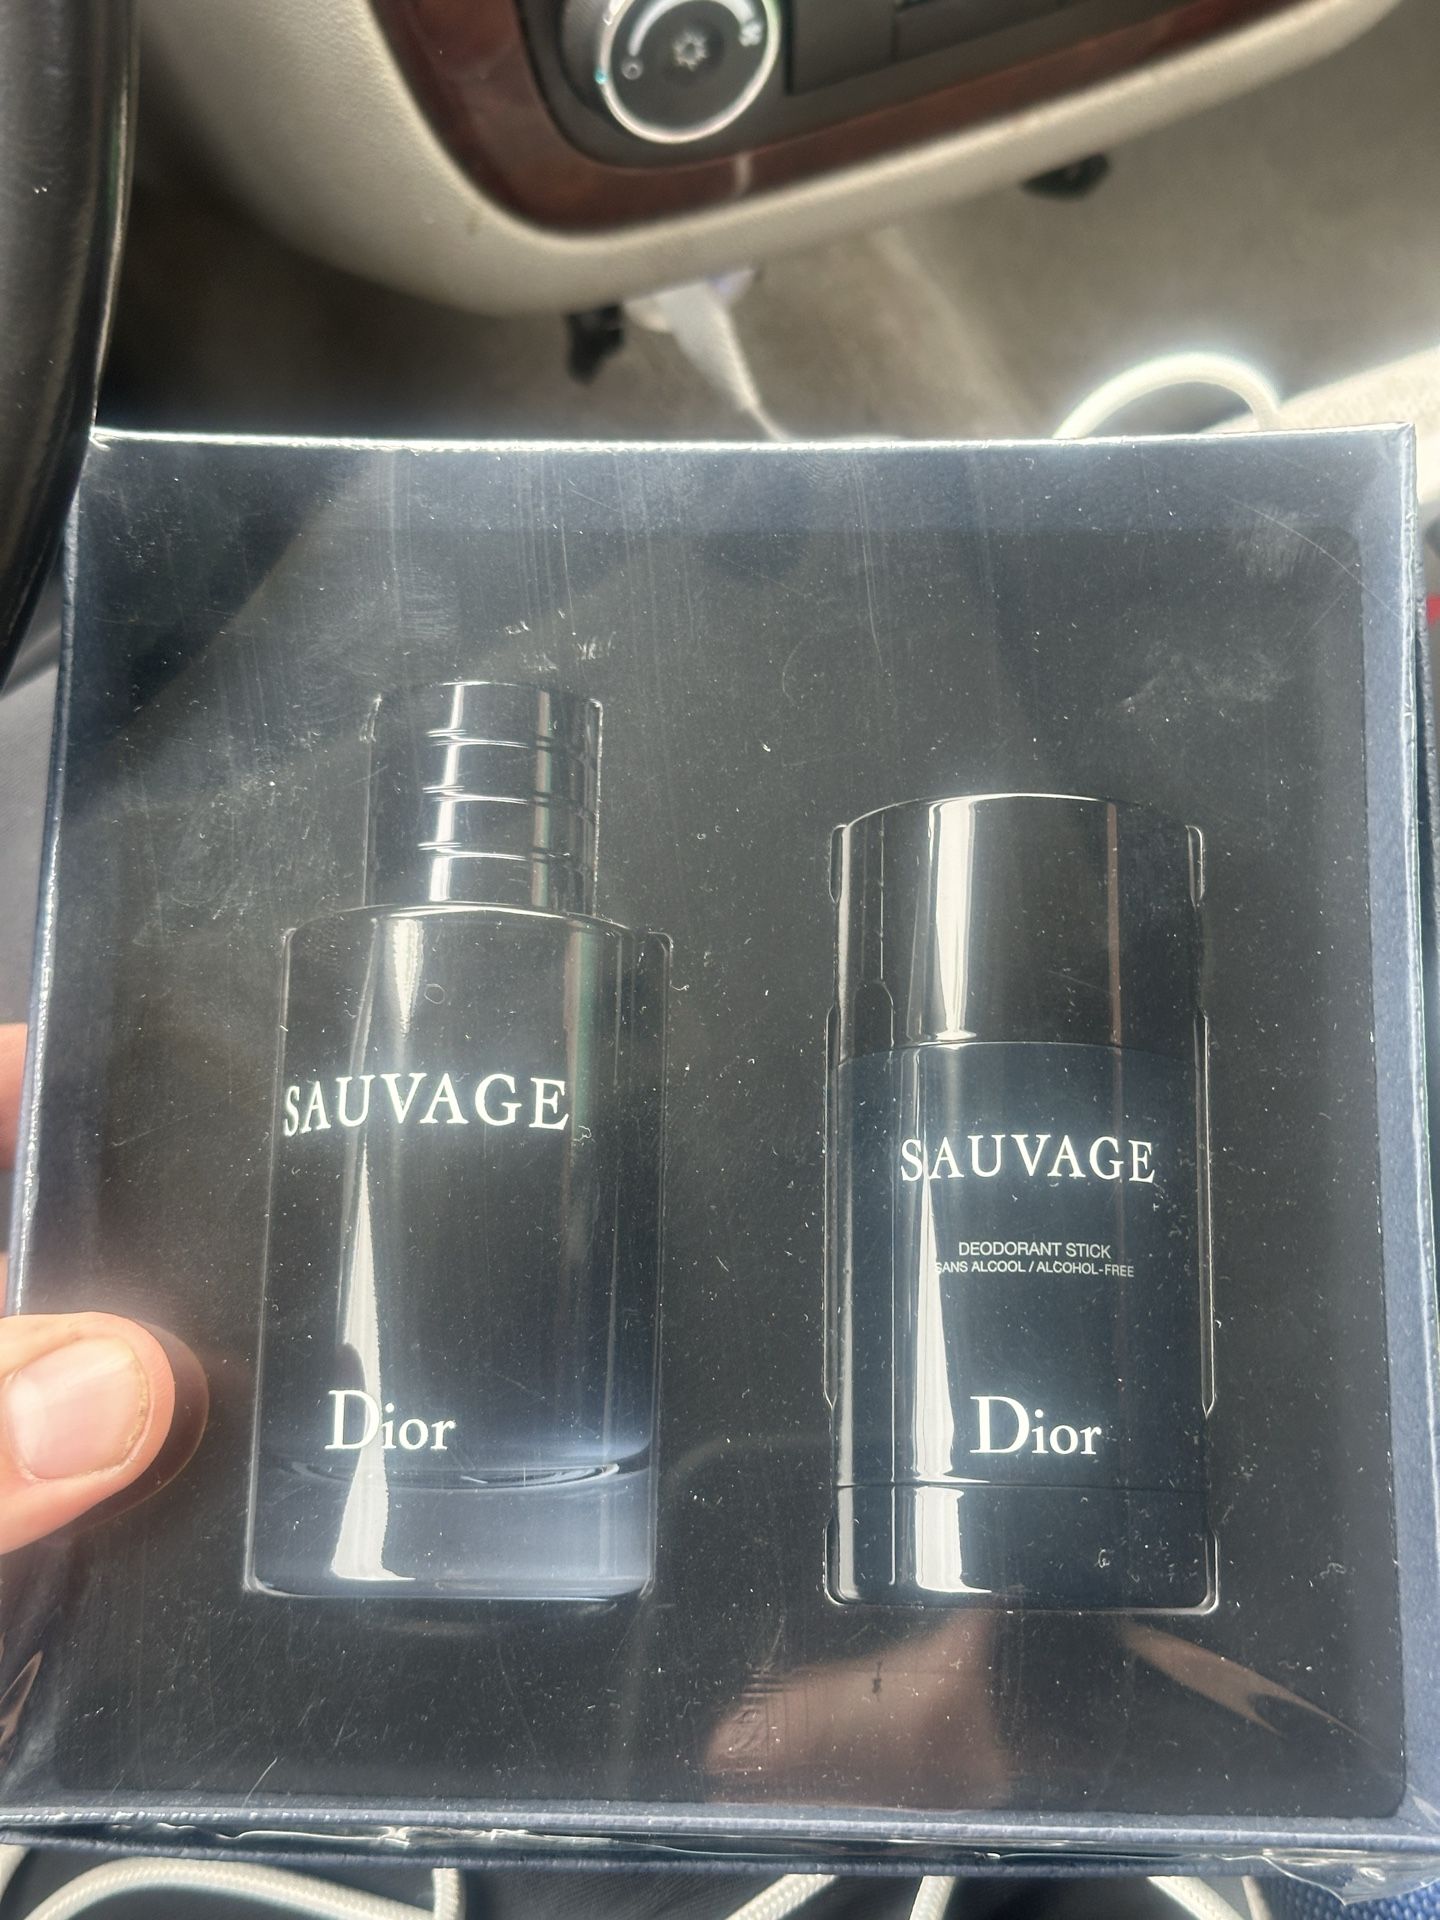 SAUVAGE
Dior
SAUVAGE
DEODORANT STICK
SANS ALCOOL / ALCOHOL-FREE
Dior